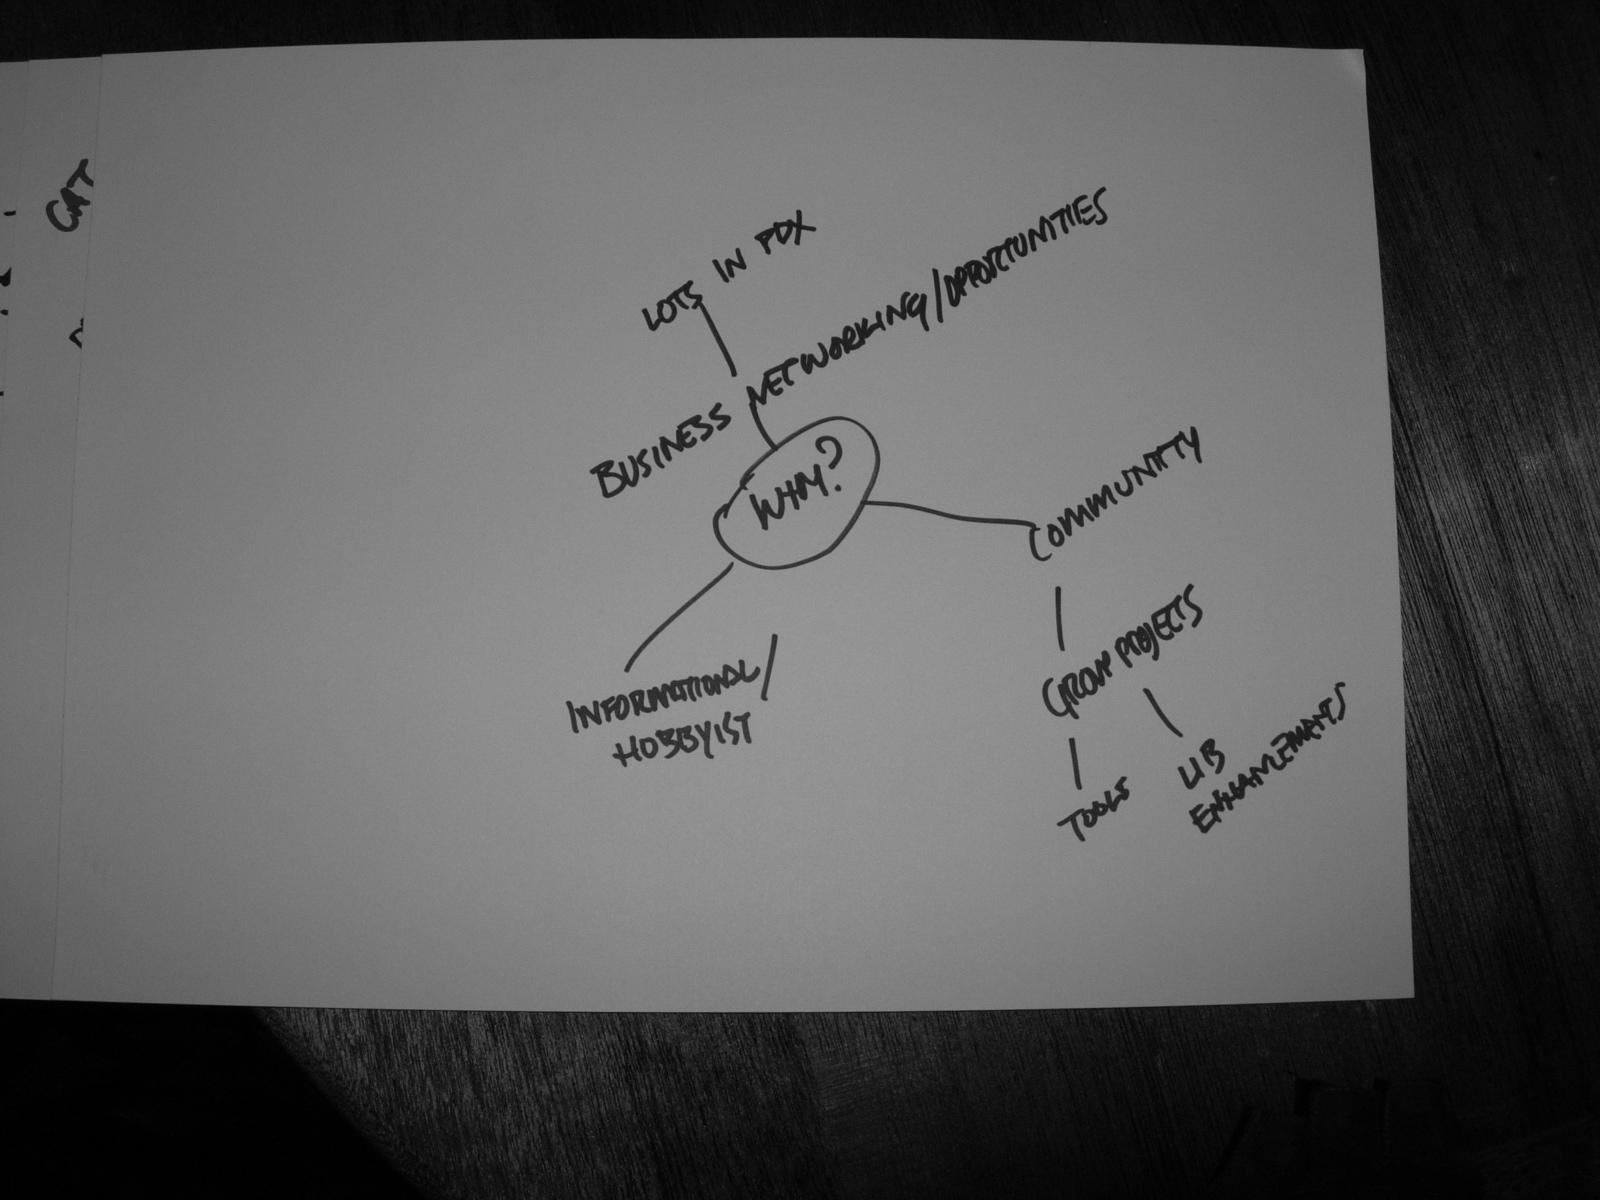 CAT
LOTS IN PDX
BUSINESS NETWORKING/OPPORTUNITIES
WHY?
COMMUNITY
GROUP PROJECTS
INFORMATIONAL/
HOBBYIST
TOOLS
LIB
ENHANCEMENTS